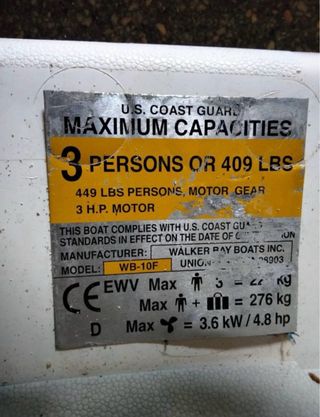 U.S. COAST GUARD
MAXIMUM CAPACITIES
3 PERSONS OR 409 LBS
449 LBS PERSONS, MOTOR, GEAR
3 H.P. MOTOR
THIS BOAT COMPLIES WITH U.S. COAST
STANDARDS IN EFFECT ON THE DATE OF
MANUFACTURER: WALKER BAY BOATS INC.
MODEL: WB-10F UNION
CE EWV Max = kg
Max + = 276 kg
D Max = 3.6 kW / 4.8 hp